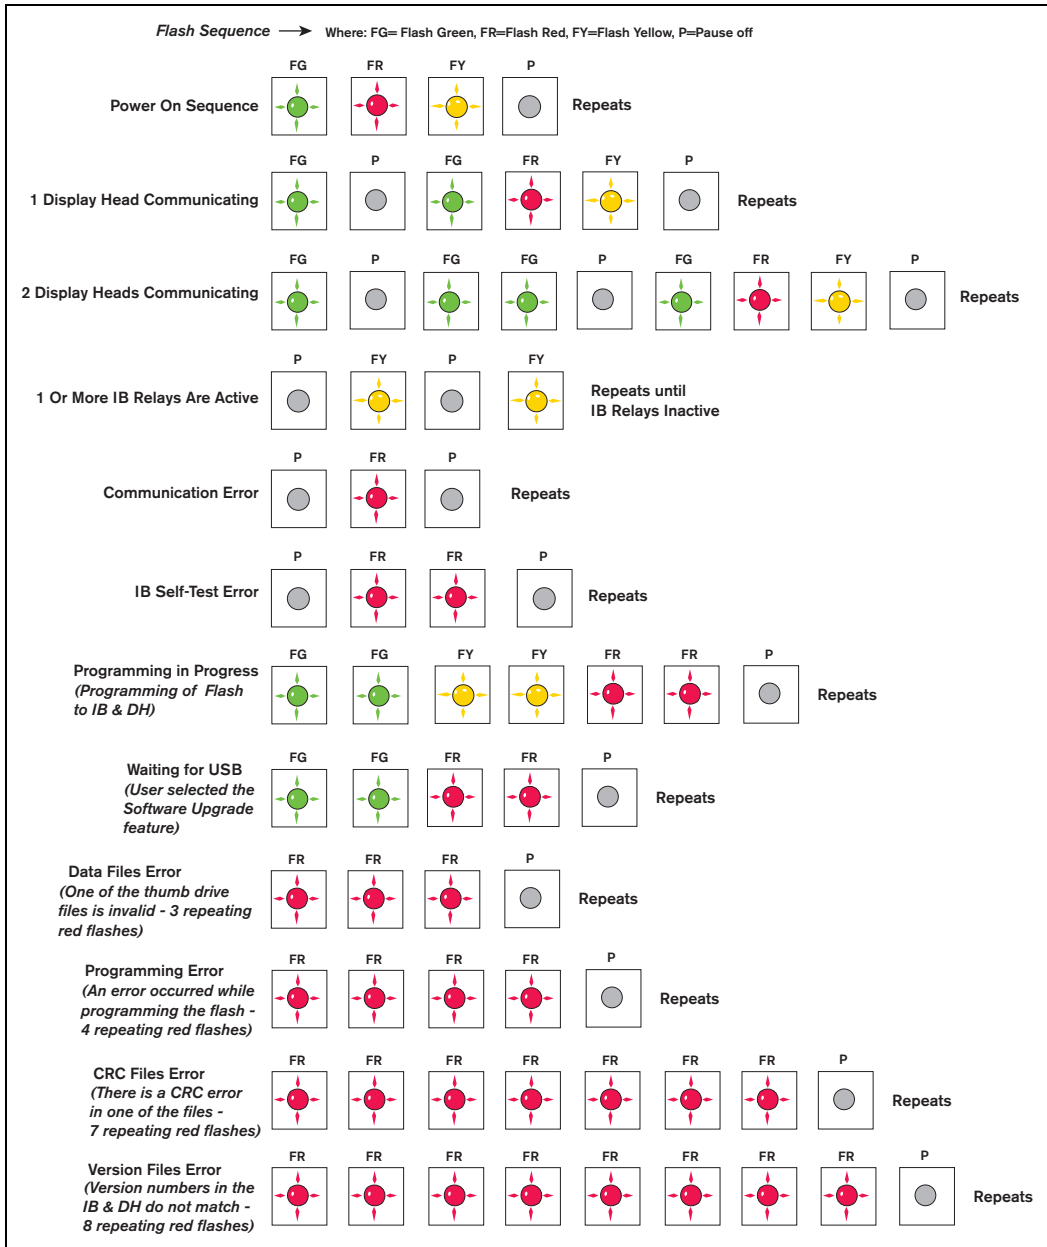 Flash Sequence Where: FG= Flash Green, FR=Flash Red, FY=Flash Yellow, P=Pause off
FG FR FY P
Power On Sequence Repeats
FG P FG FR FY P
1 Display Head Communicating Repeats
FG P FG FG P FG FR FY P
2 Display Heads Communicating Repeats
P FY P FY
1 Or More IB Relays Are Active Repeats until
IB Relays Inactive
P FR P
Communication Error Repeats
P FR FR P
IB Self-Test Error Repeats
FG FG FY FY FR FR P
Programming in Progress
(Programming of Flash
to IB & DH)
Repeats
FG FG FR FR P
Waiting for USB
(User selected the
Software Upgrade
feature)
Repeats
FR FR FR P
Data Files Error
(One of the thumb drive
files is invalid - 3 repeating
red flashes)
Repeats
FR FR FR FR P
Programming Error
(An error occurred while
programming the flash -
4 repeating red flashes)
Repeats
FR FR FR FR FR FR FR P
CRC Files Error
(There is a CRC error
in one of the files -
7 repeating red flashes)
Repeats
FR FR FR FR FR FR FR FR P
Version Files Error
(Version numbers in the
IB & DH do not match -
8 repeating red flashes)
Repeats